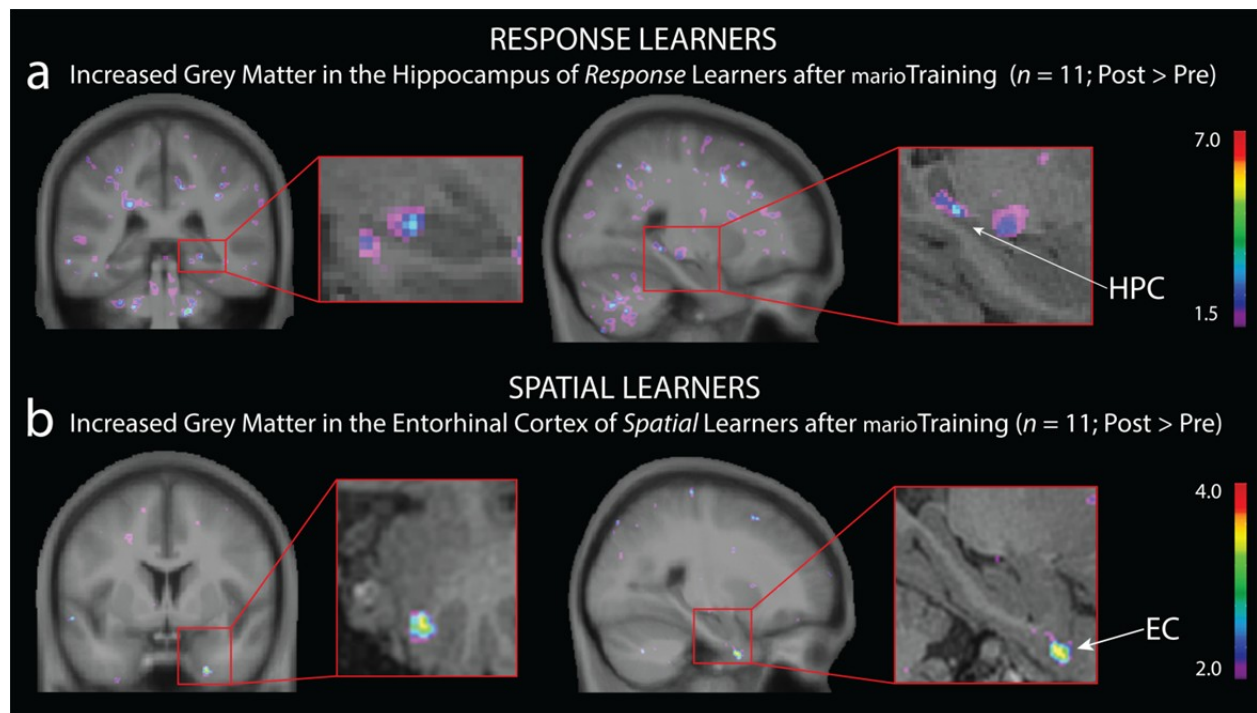 RESPONSE LEARNERS
a Increased Grey Matter in the Hippocampus of Response Learners after marioTraining (n = 11; Post > Pre)
7.0
HPC
1.5
SPATIAL LEARNERS
b Increased Grey Matter in the Entorhinal Cortex of Spatial Learners after marioTraining (n = 11; Post > Pre)
4.0
EC
2.0